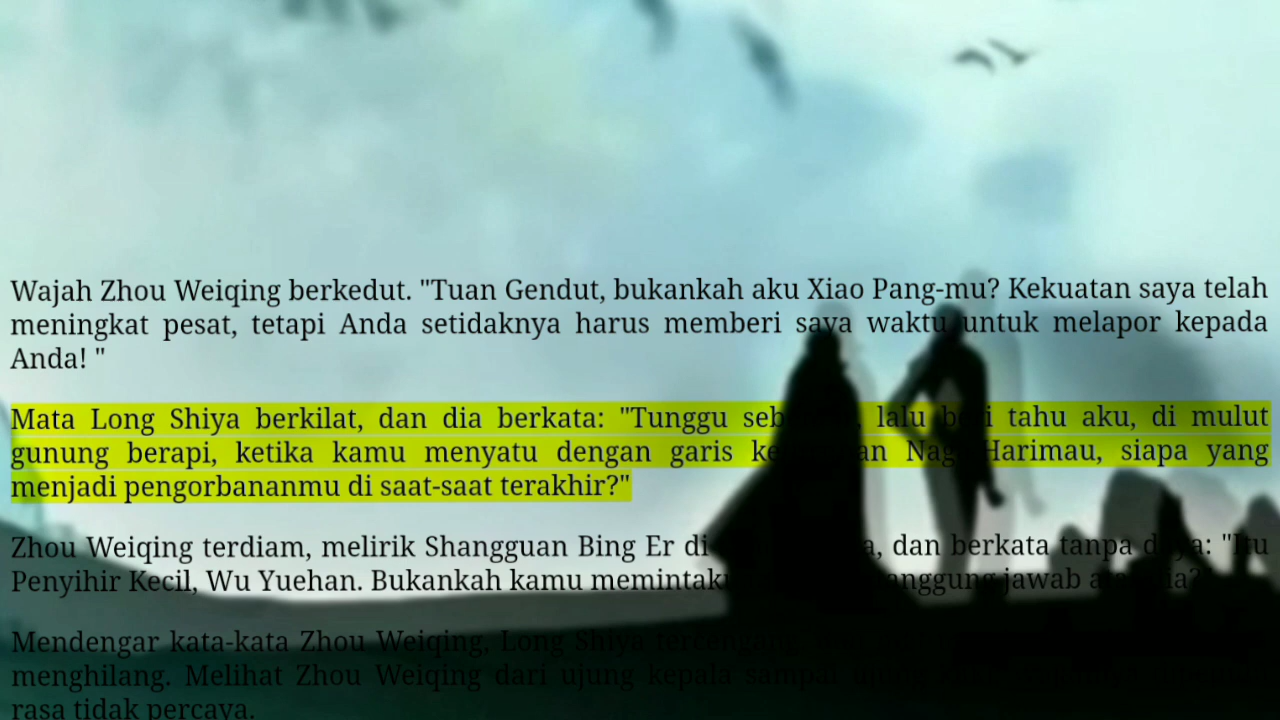 Wajah Zhou Weiqing berkedut. "Tuan Gendut, bukankah aku Xiao Pang-mu? Kekuatan saya telah
meningkat pesat, tetapi Anda setidaknya harus memberi saya waktu untuk melapor kepada
Anda! "
Mata Long Shiya berkilat, dan dia berkata: "Tunggu lalu tahu aku, di mulut
gunung berapi, ketika kamu menyatu dengan garis Harimau, siapa yang
menjadi pengorbananmu di saat-saat terakhir?"
Zhou Weiqing terdiam, melirik Shangguan Bing Er dan berkata tanpa "Itu
Penyihir Kecil, Wu Yuehan. Bukankah kamu jawab
Mendengar kata-kata Zhou Weiqing, Long Shiya tercengang,
menghilang. Melihat Zhou Weiqing dari ujung kepala sampai ujung
rasa tidak percaya.